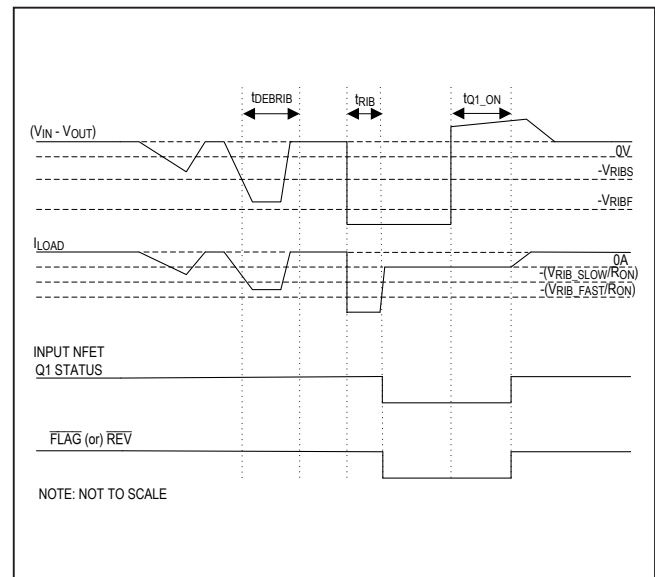 tDEBRIB
tRIB
tQ1_ON
(VIN - VOUT)
0V
-VRIBS
-VRIBF
ILOAD
0A
-(VRIB_SLOW/RON)
-(VRIB_FAST/RON)
INPUT NFET
Q1 STATUS
FLAG (or) REV
NOTE: NOT TO SCALE